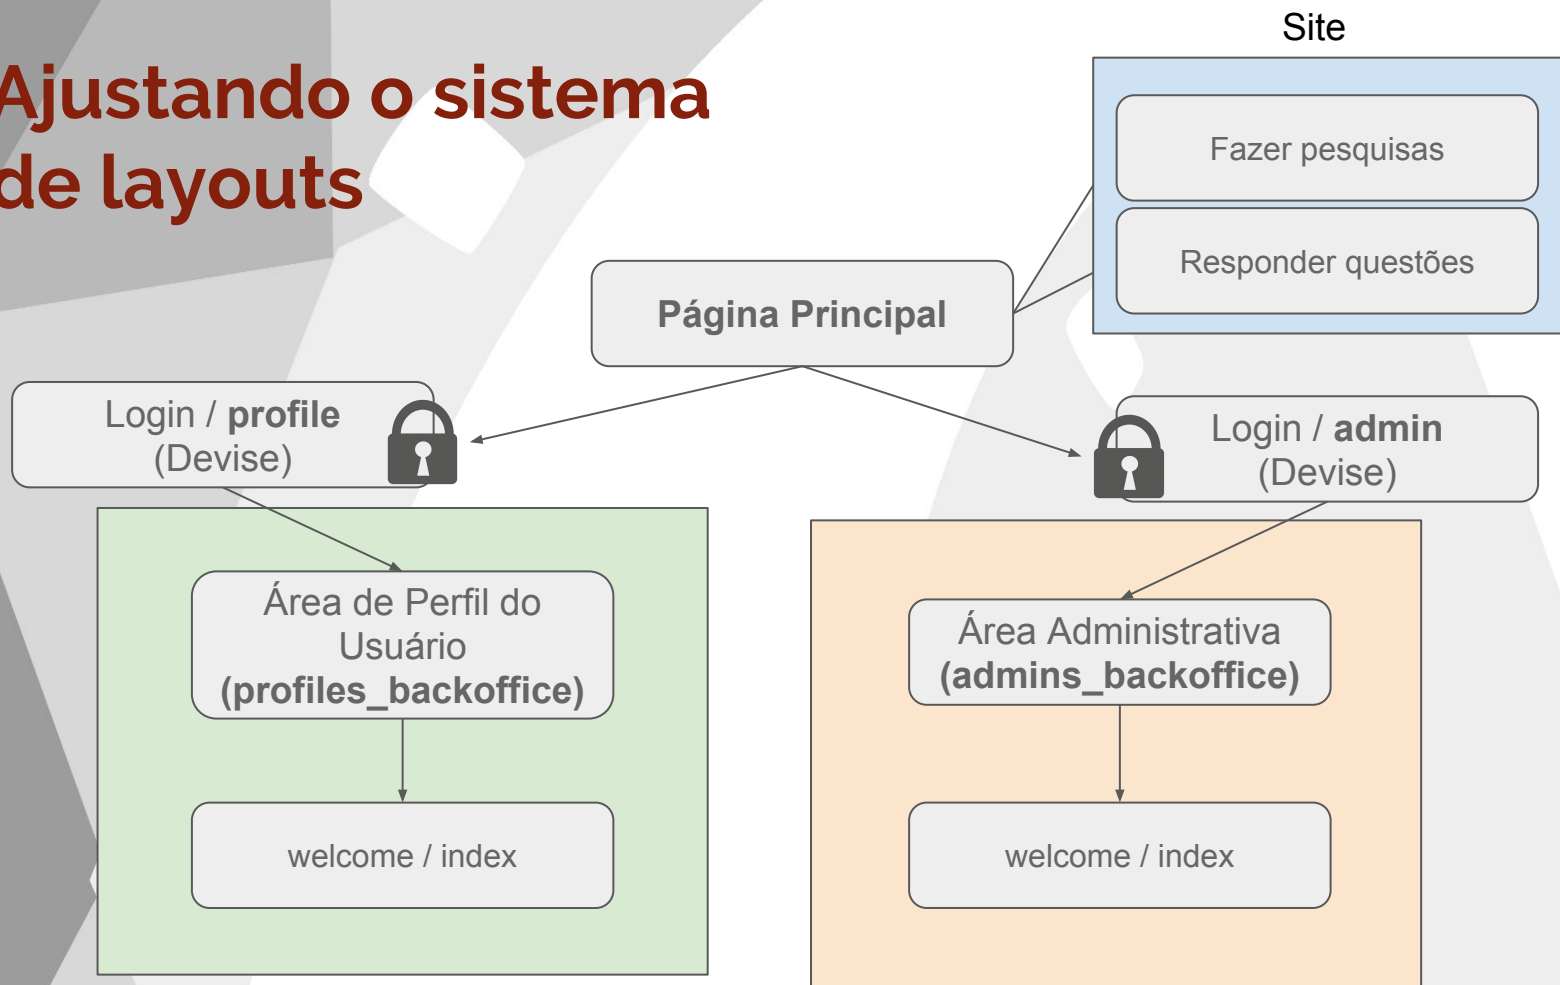 Ajustando o sistema
de layouts
Site
Fazer pesquisas
Responder questões
Página Principal
Login / profile
(Devise)
Login / admin
(Devise)
Área de Perfil do
Usuário
(profiles_backoffice)
welcome / index
Área Administrativa
(admins_backoffice)
welcome / index